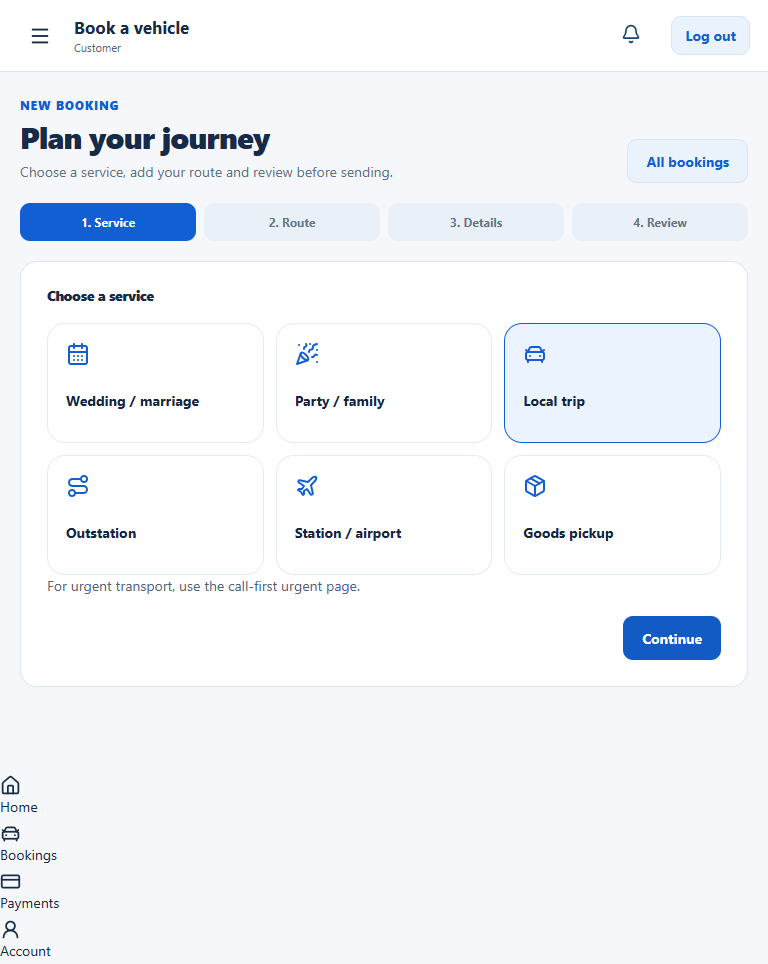 Book a vehicle
Customer
Log out
NEW BOOKING
Plan your journey
Choose a service, add your route and review before sending.
All bookings
1. Service
2. Route
3. Details
4. Review
Choose a service
Wedding / marriage
Party / family
Local trip
Outstation
Station / airport
Goods pickup
For urgent transport, use the call-first urgent page.
Continue
Home
Bookings
Payments
Account